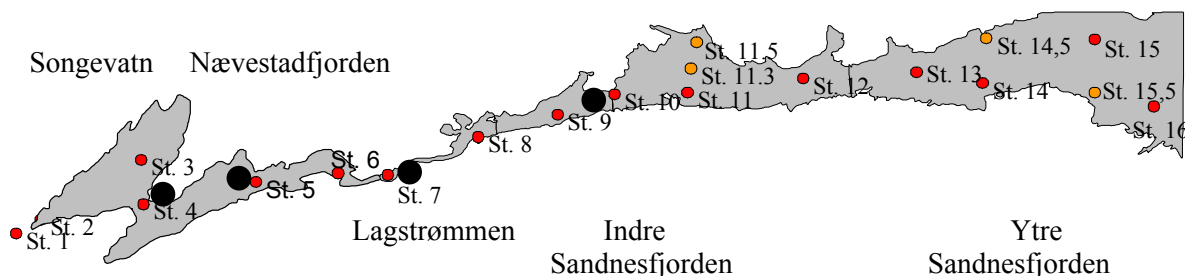 Songevatn
Nævestadfjorden
St. 11.5
St. 14,5
St. 15
St. 11.3
St. 13
St. 12
St. 14
St. 15,5
St. 10
St. 11
St. 9
St. 16
St. 8
St. 3
St. 6
St. 5
St. 7
St. 4
St. 2
St. 1
Lagstrømmen
Indre
Sandnesfjorden
Ytre
Sandnesfjorden